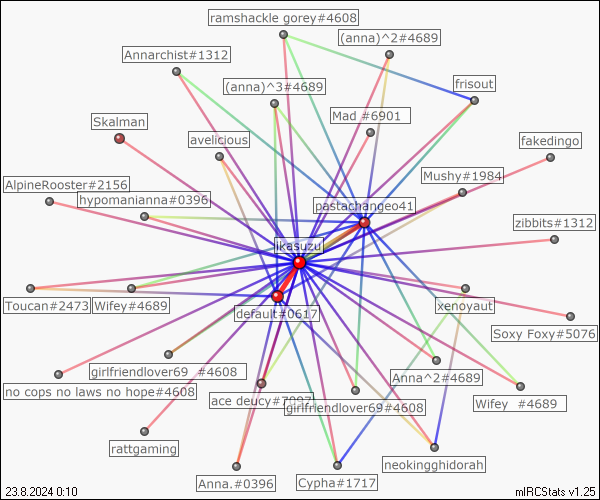 ramshackle gorey#4608
(anna)^2#4689
Annarchist#1312
(anna)^3#4689
frisout
Skalman
Mad #6901
avelicious
fakedingo
Mushy#1984
AlpineRooster#2156
hypomanianna#0396
pastachangeo41
zibbits#1312
ikasuzu
Toucan#2473
Wifey#4689
xenoyaut
default#0617
Soxy Foxy#5076
girlfriendlover69 #4608
Anna^2#4689
no cops no laws no hope#4608
ace deucy#7097
girlfriendlover69#4608
Wifey #4689
rattgaming
neokingghidorah
Anna.#0396
Cypha#1717
23.8.2024 0:10
mIRCStats v1.25